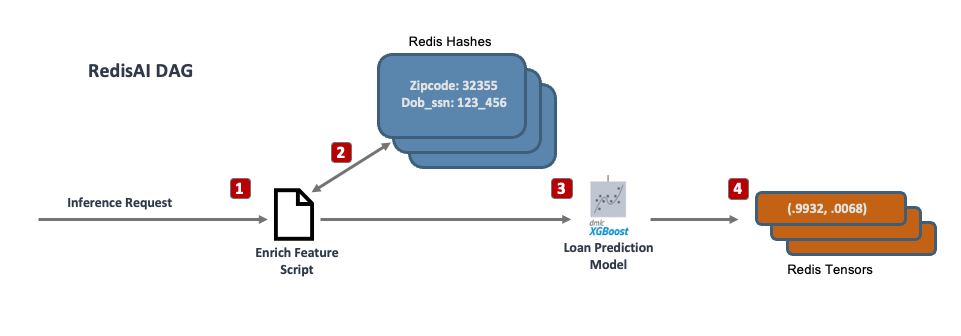 Redis Hashes
RedisAI DAG
Zipcode: 32355
Dob_ssn: 123_456
2
1
3
4
Inference Request
(.9932, .0068)
dmlc
XGBoost
Enrich Feature
Script
Loan Prediction
Model
Redis Tensors